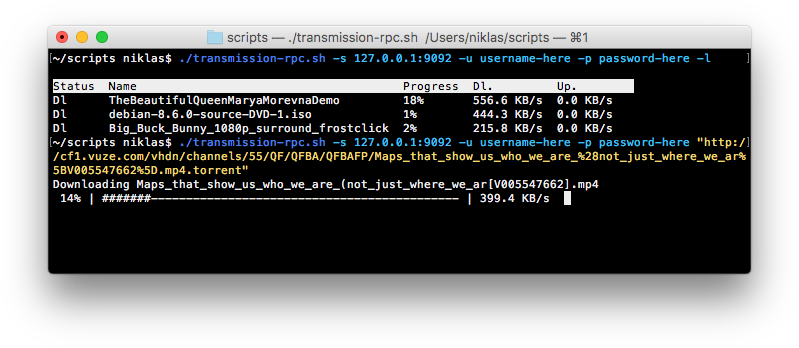 scripts — ./transmission-rpc.sh /Users/niklas/scripts — ⌘1
[~/scripts niklas$ ./transmission-rpc.sh -s 127.0.0.1:9092 -u username-here -p password-here -l ]
Status Name Progress Dl. Up.
Dl TheBeautifulQueenMaryaMorevnaDemo 18% 556.6 KB/s 0.0 KB/s
Dl debian-8.6.0-source-DVD-1.iso 1% 444.3 KB/s 0.0 KB/s
Dl Big_Buck_Bunny_1080p_surround_frostclick 2% 215.8 KB/s 0.0 KB/s
[~/scripts niklas$ ./transmission-rpc.sh -s 127.0.0.1:9092 -u username-here -p password-here "http:/]
/cf1.vuze.com/vhdn/channels/55/QF/QFBA/QFBAFP/Maps_that_show_us_who_we_are_%28not_just_where_we_ar%
5BV005547662%5D.mp4.torrent"
Downloading Maps_that_show_us_who_we_are_(not_just_where_we_ar[V005547662].mp4
14% | #######-------------------------------------------- | 399.4 KB/s